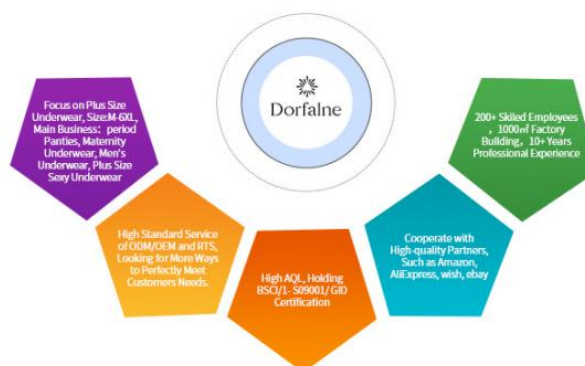 Dorfalne
Focus on Plus Size
Underwear, Size:M-6XL,
Main Business: period
Panties, Maternity
Underwear, Men's
Underwear, Plus Size
Sexy Underwear
High Standard Service
of ODM/OEM and RTS,
Looking for More Ways
to Perfectly Meet
Customers Needs.
High AQL, Holding
BSCI/1- S09001/ GID
Certification
Cooperate with
High-quality Partners,
Such as Amazon,
AliExpress, wish, ebay
200+ Skiled Employees
, 1000㎡ Factory
Building, 10+ Years
Professional Experience